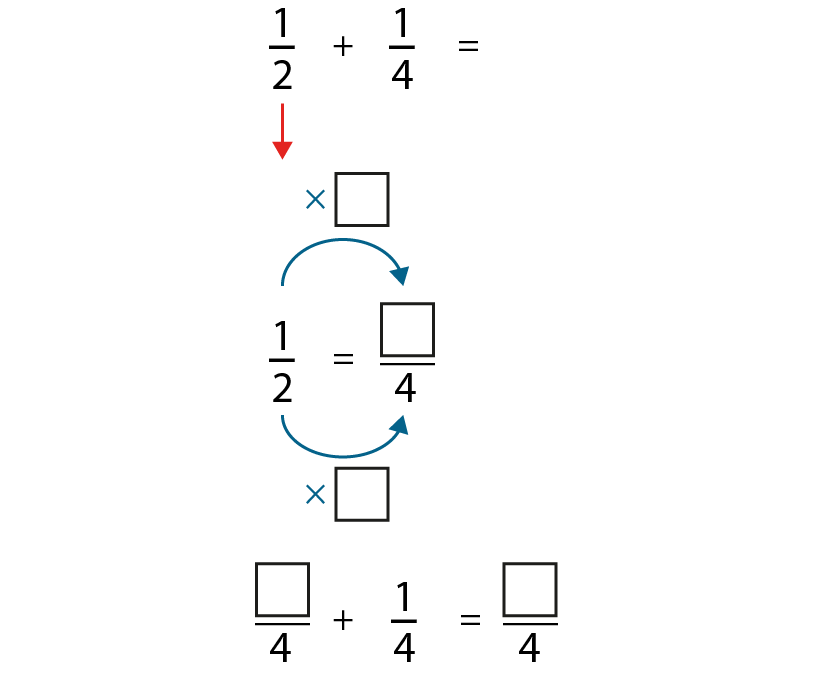 1/2 + 1/4 =
× □
1/2 = □/4
× □
□/4 + 1/4 = □/4